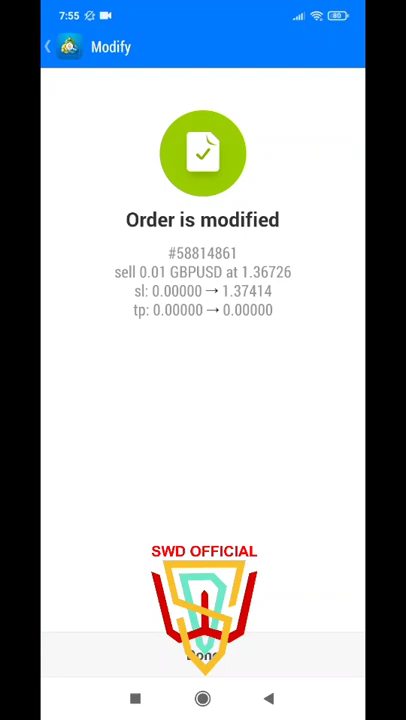 7:55
80
Modify
Order is modified
#58814861
sell 0.01 GBPUSD at 1.36726
sl: 0.00000 → 1.37414
tp: 0.00000 → 0.00000
SWD OFFICIAL